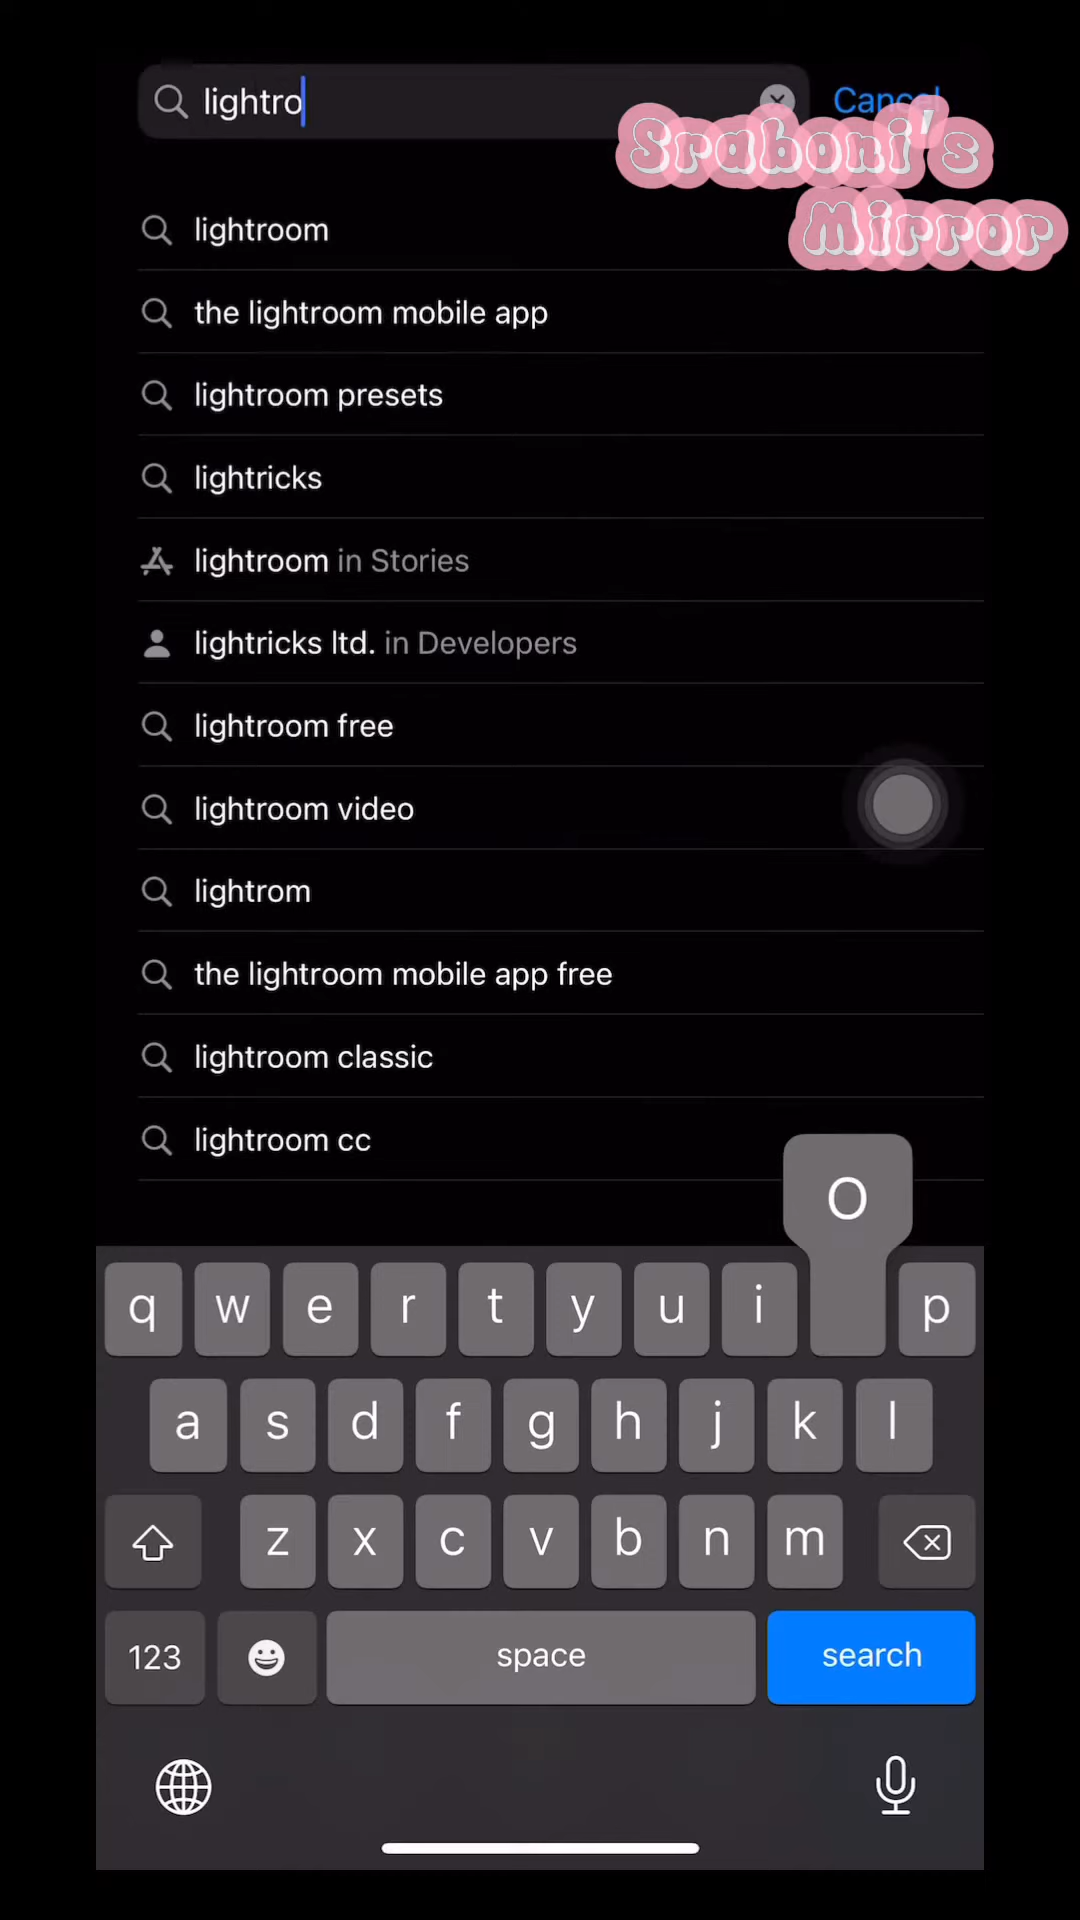 lightro
Cancel
Sraboni's
Mirror
lightroom
the lightroom mobile app
lightroom presets
lightricks
lightroom in Stories
lightricks ltd. in Developers
lightroom free
lightroom video
lightrom
the lightroom mobile app free
lightroom classic
lightroom cc
O
q w e r t y u i p
a s d f g h j k l
z x c v b n m
123 space search